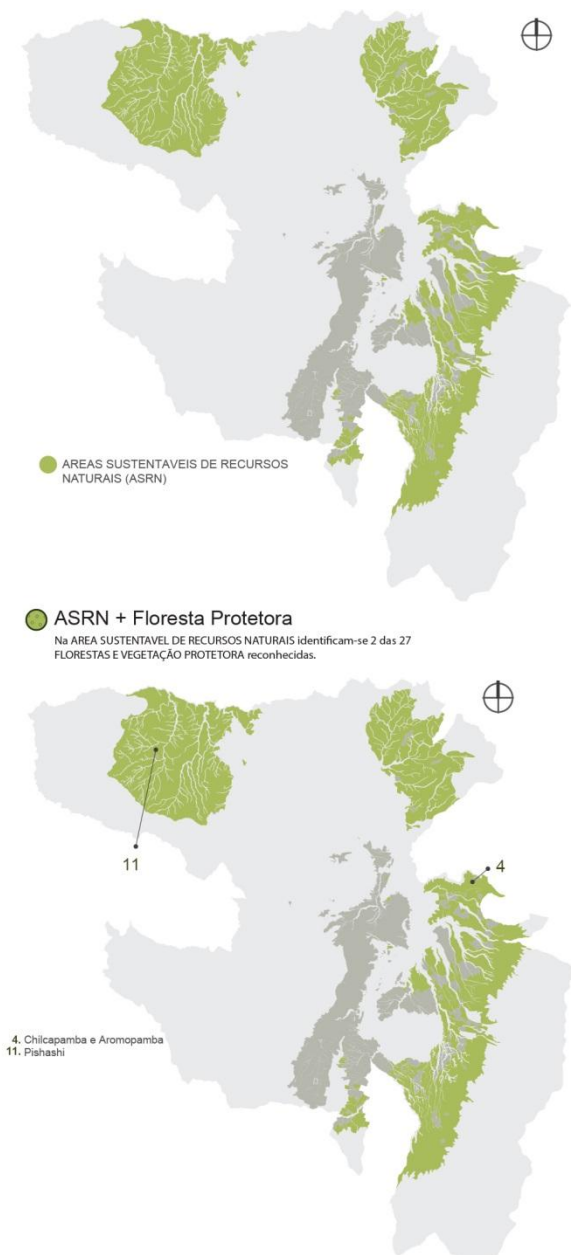 AREAS SUSTENTAVEIS DE RECURSOS
NATURAIS (ASRN)
ASRN + Floresta Protetora
Na AREA SUSTENTAVEL DE RECURSOS NATURAIS identificam-se 2 das 27
FLORESTAS E VEGETAÇÃO PROTETORA reconhecidas.
11
4
4. Chilcapamba e Aromopamba
11. Pishashi